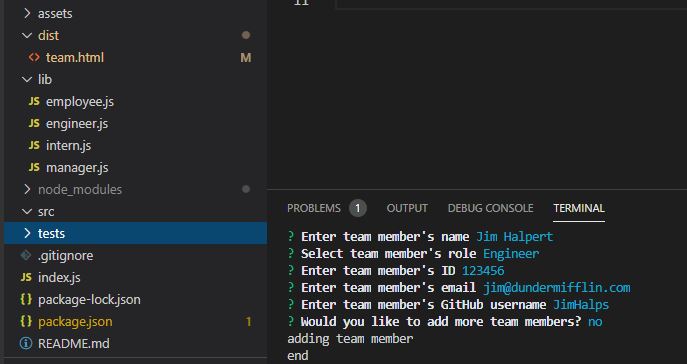 assets
dist
<> team.html M
lib
JS employee.js
JS engineer.js
JS intern.js
JS manager.js
node_modules
src
tests
.gitignore
JS index.js
{ } package-lock.json
{ } package.json 1
README.md
11
PROBLEMS 1 OUTPUT DEBUG CONSOLE TERMINAL
? Enter team member's name Jim Halpert
? Select team member's role Engineer
? Enter team member's ID 123456
? Enter team member's email jim@dundermifflin.com
? Enter team member's GitHub username JimHalps
? Would you like to add more team members? no
adding team member
end